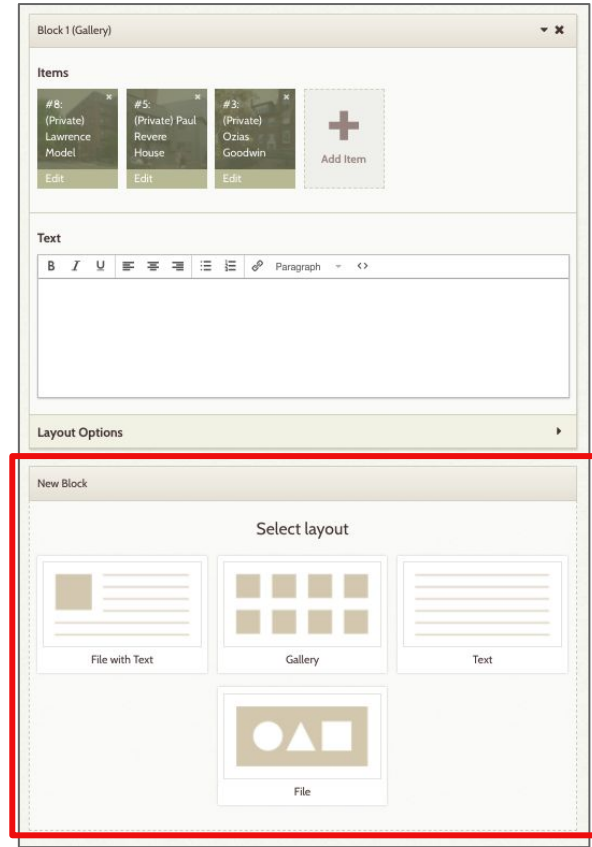 Block 1 (Gallery)
Items
#8:
(Private)
Lawrence
Model
Edit
#5:
(Private) Paul
Revere
House
Edit
#3:
(Private)
Ozias
Goodwin
Edit
Add Item
Text
B I U Paragraph <>
Layout Options
New Block
Select layout
File with Text
Gallery
Text
File